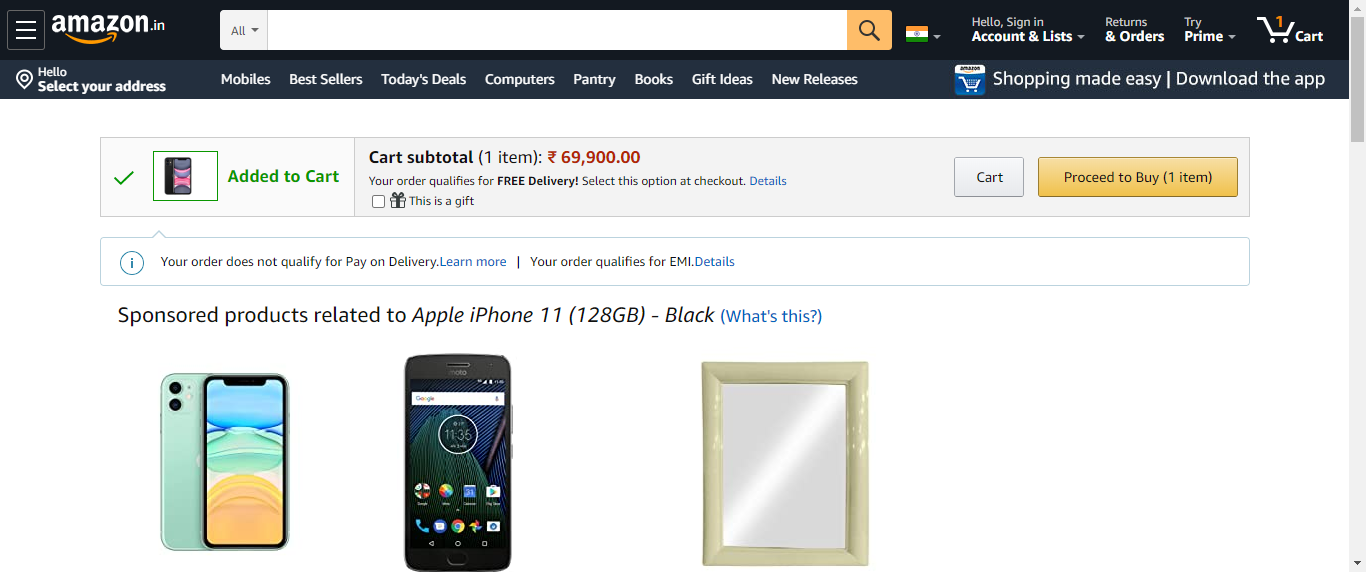 amazon.in
All
Hello, Sign in
Account & Lists
Returns
& Orders
Try
Prime
1
Cart
Hello
Select your address
Mobiles Best Sellers Today's Deals Computers Pantry Books Gift Ideas New Releases
amazon
Shopping made easy | Download the app
Added to Cart
Cart subtotal (1 item): ₹ 69,900.00
Your order qualifies for FREE Delivery! Select this option at checkout. Details
This is a gift
Cart
Proceed to Buy (1 item)
Your order does not qualify for Pay on Delivery.Learn more | Your order qualifies for EMI.Details
Sponsored products related to Apple iPhone 11 (128GB) - Black (What's this?)
moto
Google
11:35